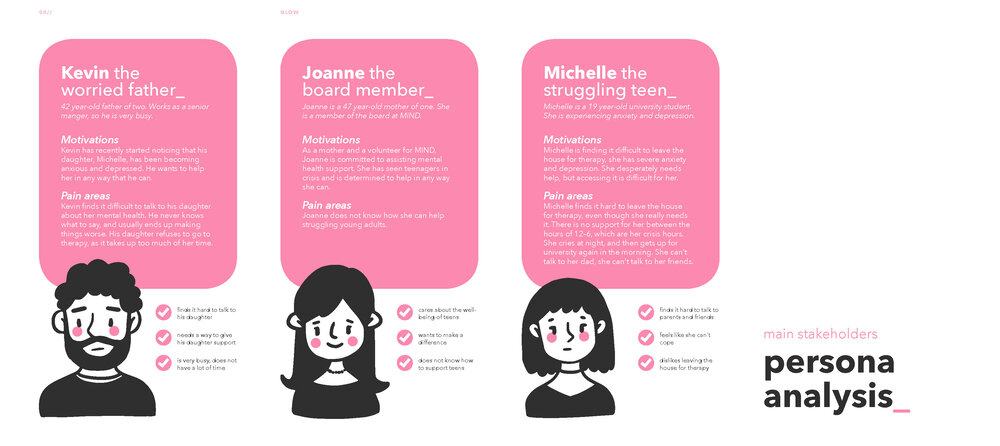 GLOW
Kevin the
worried father_
42 year-old father of two. Works as a senior
manger, so he is very busy.
Motivations
Kevin has recently started noticing that his
daughter, Michelle, has been becoming
anxious and depressed. He wants to help
her in any way that he can.
Pain areas
Kevin finds it difficult to talk to his daughter
about her mental health. He never knows
what to say, and usually ends up making
things worse. His daughter refuses to go to
therapy, as it takes up too much of her time.
finds it hard to talk to
his daughter
needs a way to give
his daughter support
is very busy, does not
have a lot of time
Joanne the
board member_
Joanne is a 47 year-old mother of one. She
is a member of the board at MIND.
Motivations
As a mother and a volunteer for MIND,
Joanne is committed to assisting mental
health support. She has seen teenagers in
crisis and is determined to help in any way
she can.
Pain areas
Joanne does not know how she can help
struggling young adults.
cares about the well-
being of teens
wants to make a
difference
does not know how
to support teens
Michelle the
struggling teen_
Michelle is a 19 year-old university student.
She is experiencing anxiety and depression.
Motivations
Michelle is finding it difficult to leave the
house for therapy, she has severe anxiety
and depression. She desperately needs
help, but accessing it is difficult for her.
Pain areas
Michelle finds it hard to leave the house
for therapy, even though she really needs
it. There is no support for her between the
hours of 12-6, which are her crisis hours.
She cries at night, and then gets up for
university again in the morning. She can't
talk to her dad, she can't talk to her friends.
finds it hard to talk to
parents and friends
feels like she can't
cope
dislikes leaving the
house for therapy
main stakeholders
persona
analysis_